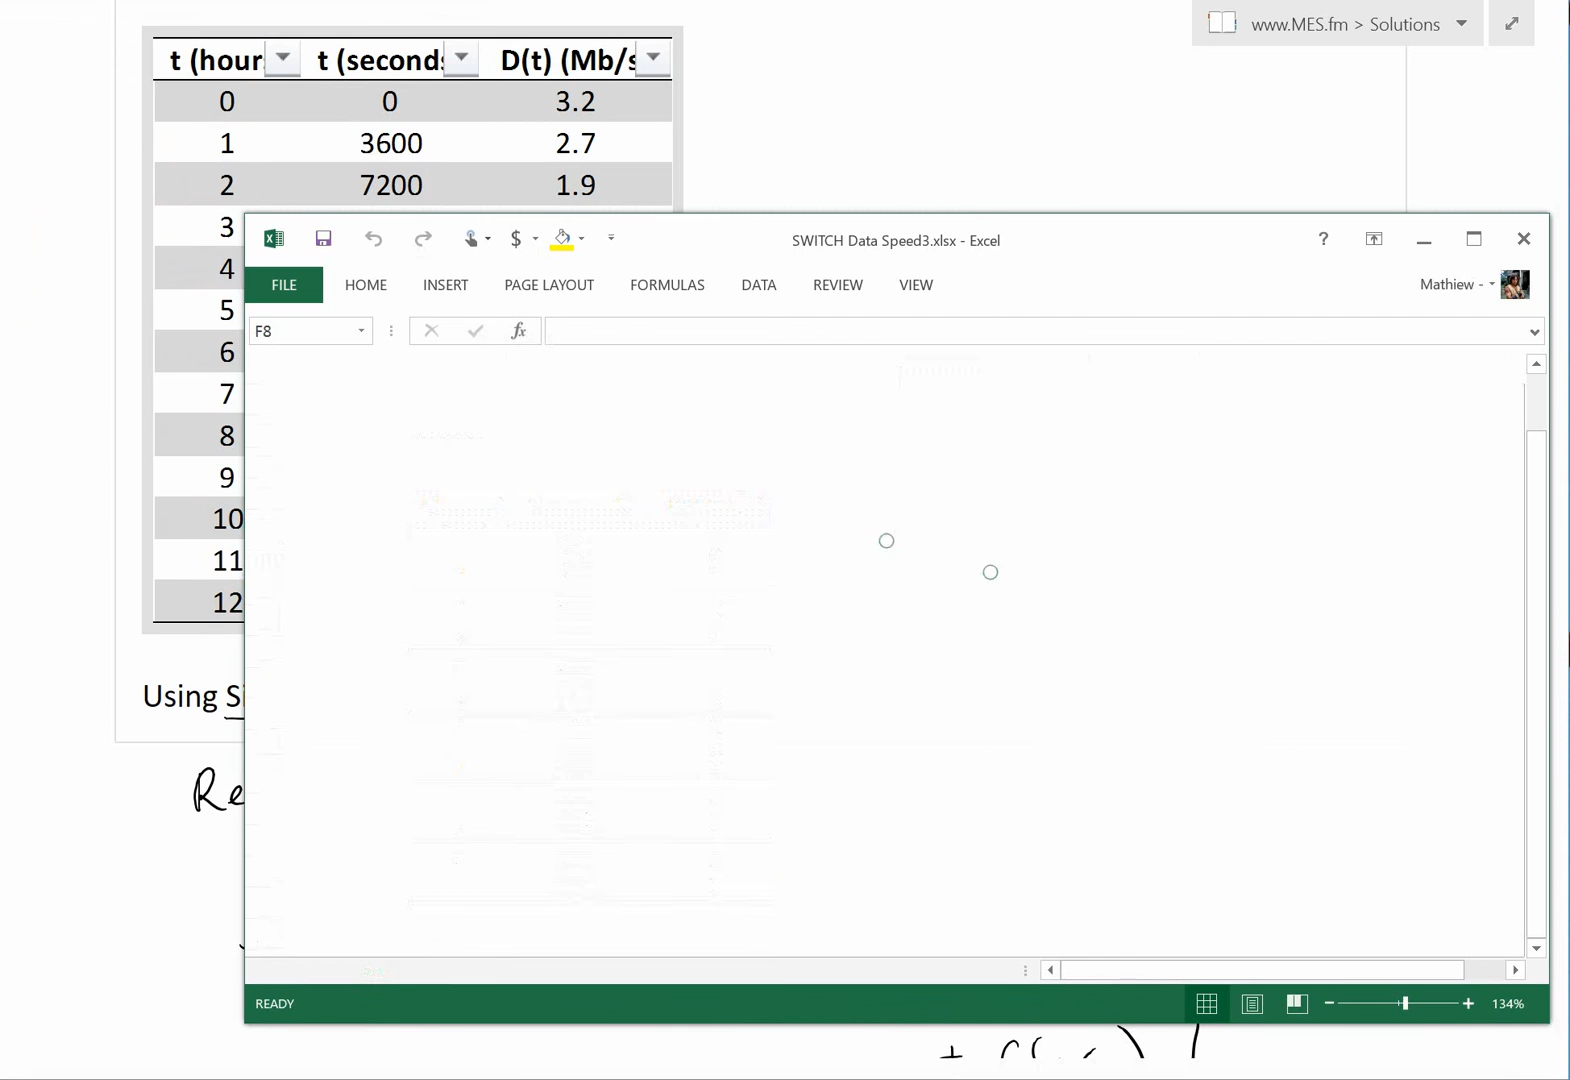 www.MES.fm > Solutions
t (hour t (second D(t) (Mb/s
0 0 3.2
1 3600 2.7
2 7200 1.9
3
4
5
6
7
8
9
10
11
12
SWITCH Data Speed3.xlsx - Excel
?
FILE HOME INSERT PAGE LAYOUT FORMULAS DATA REVIEW VIEW
Mathiew -
F8
fx
Using Si
Re
READY
134%
+ f(x